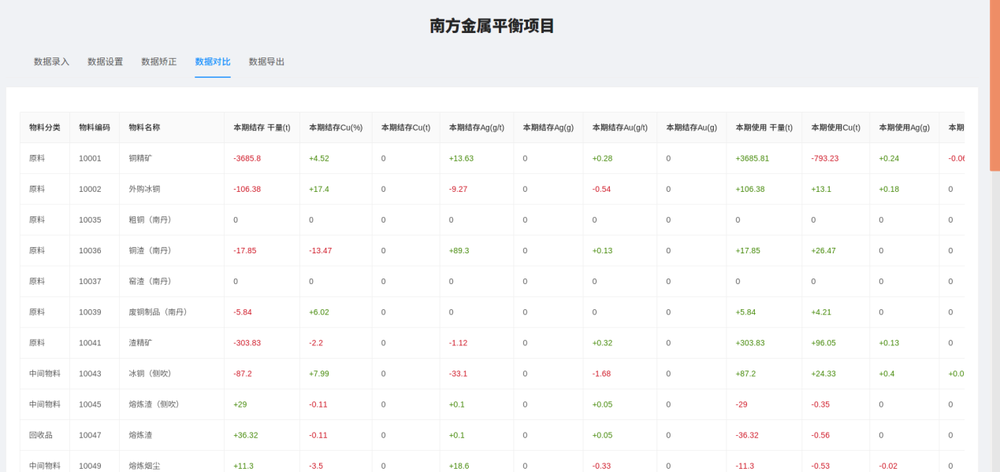 南方金属平衡项目
数据录入 数据设置 数据矫正 数据对比 数据导出
物料分类 物料编码 物料名称 本期结存 干量(t) 本期结存Cu(%) 本期结存Cu(t) 本期结存Ag(g/t) 本期结存Ag(g) 本期结存Au(g/t) 本期结存Au(g) 本期使用 干量(t) 本期使用Cu(t) 本期使用Ag(g) 本期
原料 10001 铜精矿 -3685.8 +4.52 0 +13.63 0 +0.28 0 +3685.81 -793.23 +0.24 -0.06
原料 10002 外购冰铜 -106.38 +17.4 0 -9.27 0 -0.54 0 +106.38 +13.1 +0.18 0
原料 10035 粗铜（南丹） 0 0 0 0 0 0 0 0 0 0 0
原料 10036 铜渣（南丹） -17.85 -13.47 0 +89.3 0 +0.13 0 +17.85 +26.47 0 0
原料 10037 窑渣（南丹） 0 0 0 0 0 0 0 0 0 0 0
原料 10039 废铜制品（南丹） -5.84 +6.02 0 0 0 0 0 +5.84 +4.21 0 0
原料 10041 渣精矿 -303.83 -2.2 0 -1.12 0 +0.32 0 +303.83 +96.05 +0.13 0
中间物料 10043 冰铜（侧吹） -87.2 +7.99 0 -33.1 0 -1.68 0 +87.2 +24.33 +0.4 +0.0
中间物料 10045 熔炼渣（侧吹） +29 -0.11 0 +0.1 0 +0.05 0 -29 -0.35 0 0
回收品 10047 熔炼渣 +36.32 -0.11 0 +0.1 0 +0.05 0 -36.32 -0.56 0 0
中间物料 10049 熔炼烟尘 +11.3 -3.5 0 +18.6 0 -0.33 0 -11.3 -0.53 -0.02 0